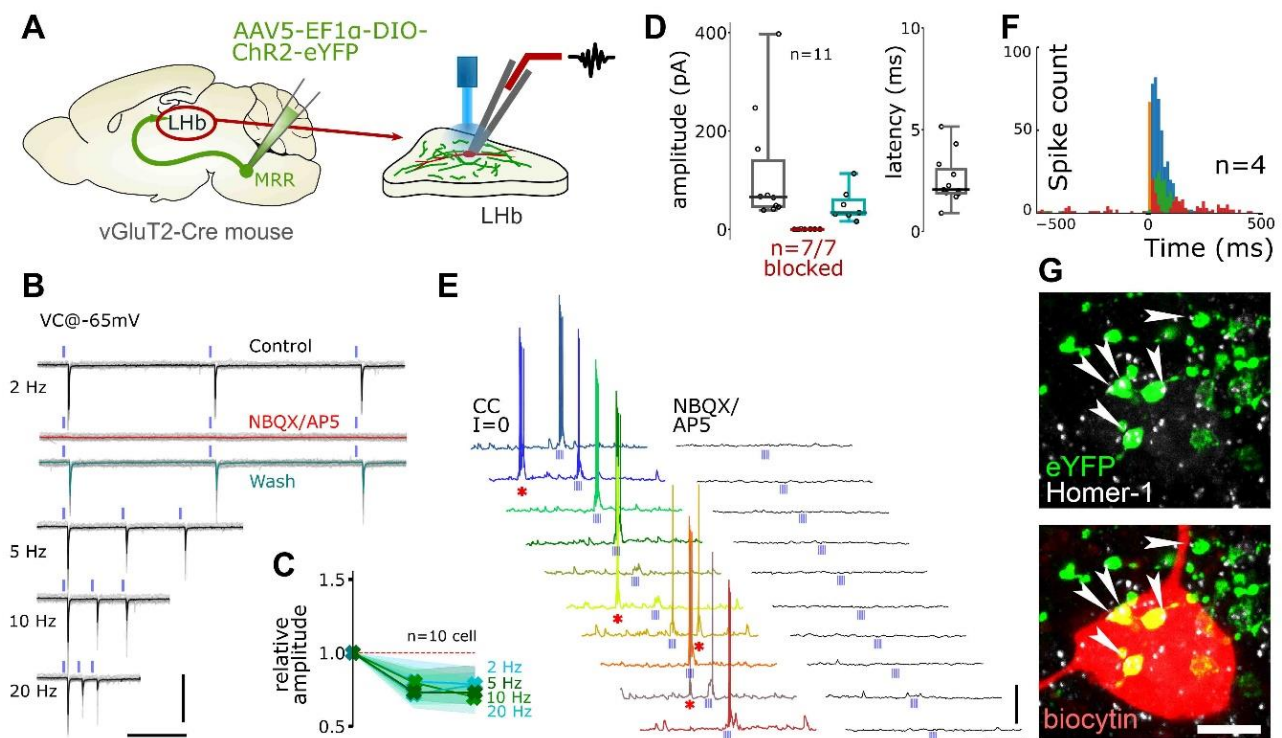 A
AAV5-EF1α-DIO-
ChR2-eYFP
LHb
MRR
vGluT2-Cre mouse
LHb
B
VC@-65mV
Control
2 Hz
NBQX/AP5
Wash
5 Hz
10 Hz
20 Hz
C
relative
amplitude
1.5
1.0
0.5
n=10 cell
2 Hz
5 Hz
10 Hz
20 Hz
D
amplitude (pA)
400
200
0
n=11
n=7/7
blocked
latency (ms)
10
5
0
E
CC
I=0
NBQX/
AP5
*
*
*
*
F
Spike count
100
50
0
n=4
−500
0
500
Time (ms)
G
eYFP
Homer-1
biocytin